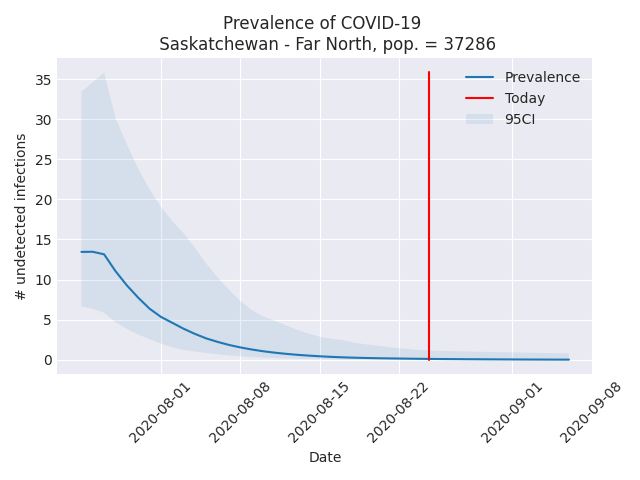 Prevalence of COVID-19
Saskatchewan - Far North, pop. = 37286
35
30
25
20
15
10
5
0
# undetected infections
Prevalence
Today
95CI
2020-08-01
2020-08-08
2020-08-15
2020-08-22
2020-09-01
2020-09-08
Date